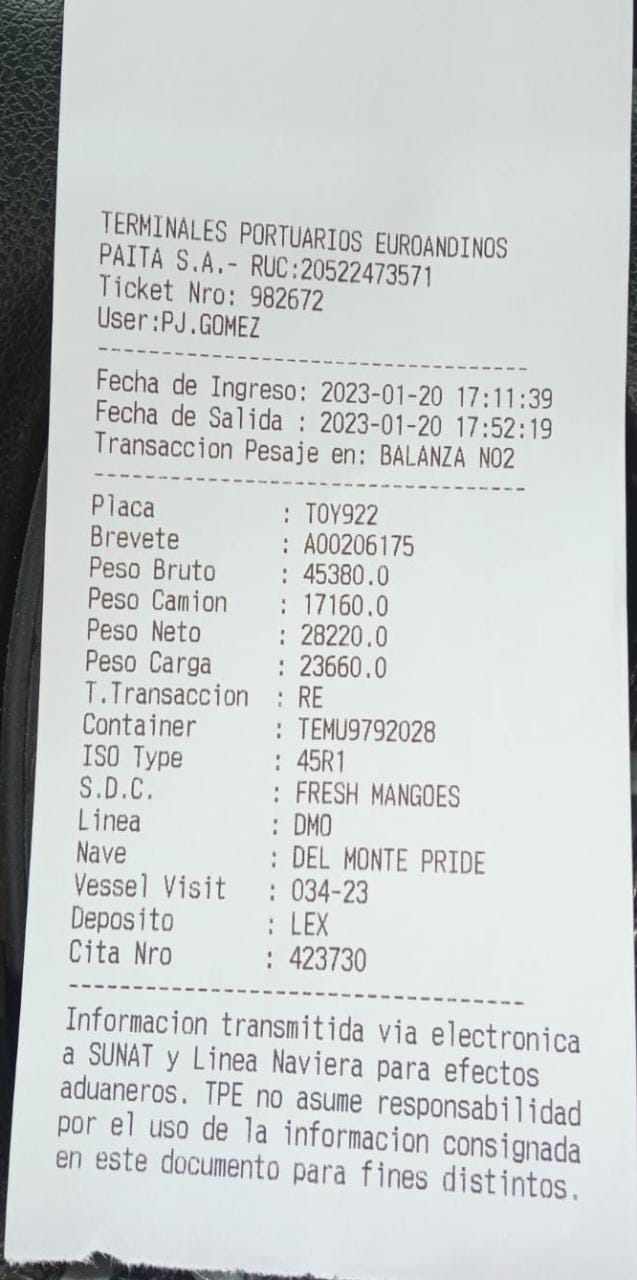 TERMINALES PORTUARIOS EUROANDINOS
PAITA S.A.- RUC:20522473571
Ticket Nro: 982672
User:PJ.GOMEZ
Fecha de Ingreso: 2023-01-20 17:11:39
Fecha de Salida : 2023-01-20 17:52:19
Transaccion Pesaje en: BALANZA NO2
Placa : TOY922
Brevete : A00206175
Peso Bruto : 45380.0
Peso Camion : 17160.0
Peso Neto : 28220.0
Peso Carga : 23660.0
T.Transaccion : RE
Container : TEMU9792028
ISO Type : 45R1
S.D.C. : FRESH MANGOES
Linea : DMO
Nave : DEL MONTE PRIDE
Vessel Visit : 034-23
Deposito : LEX
Cita Nro : 423730
Informacion transmitida via electronica
a SUNAT y Linea Naviera para efectos
aduaneros. TPE no asume responsabilidad
por el uso de la informacion consignada
en este documento para fines distintos.